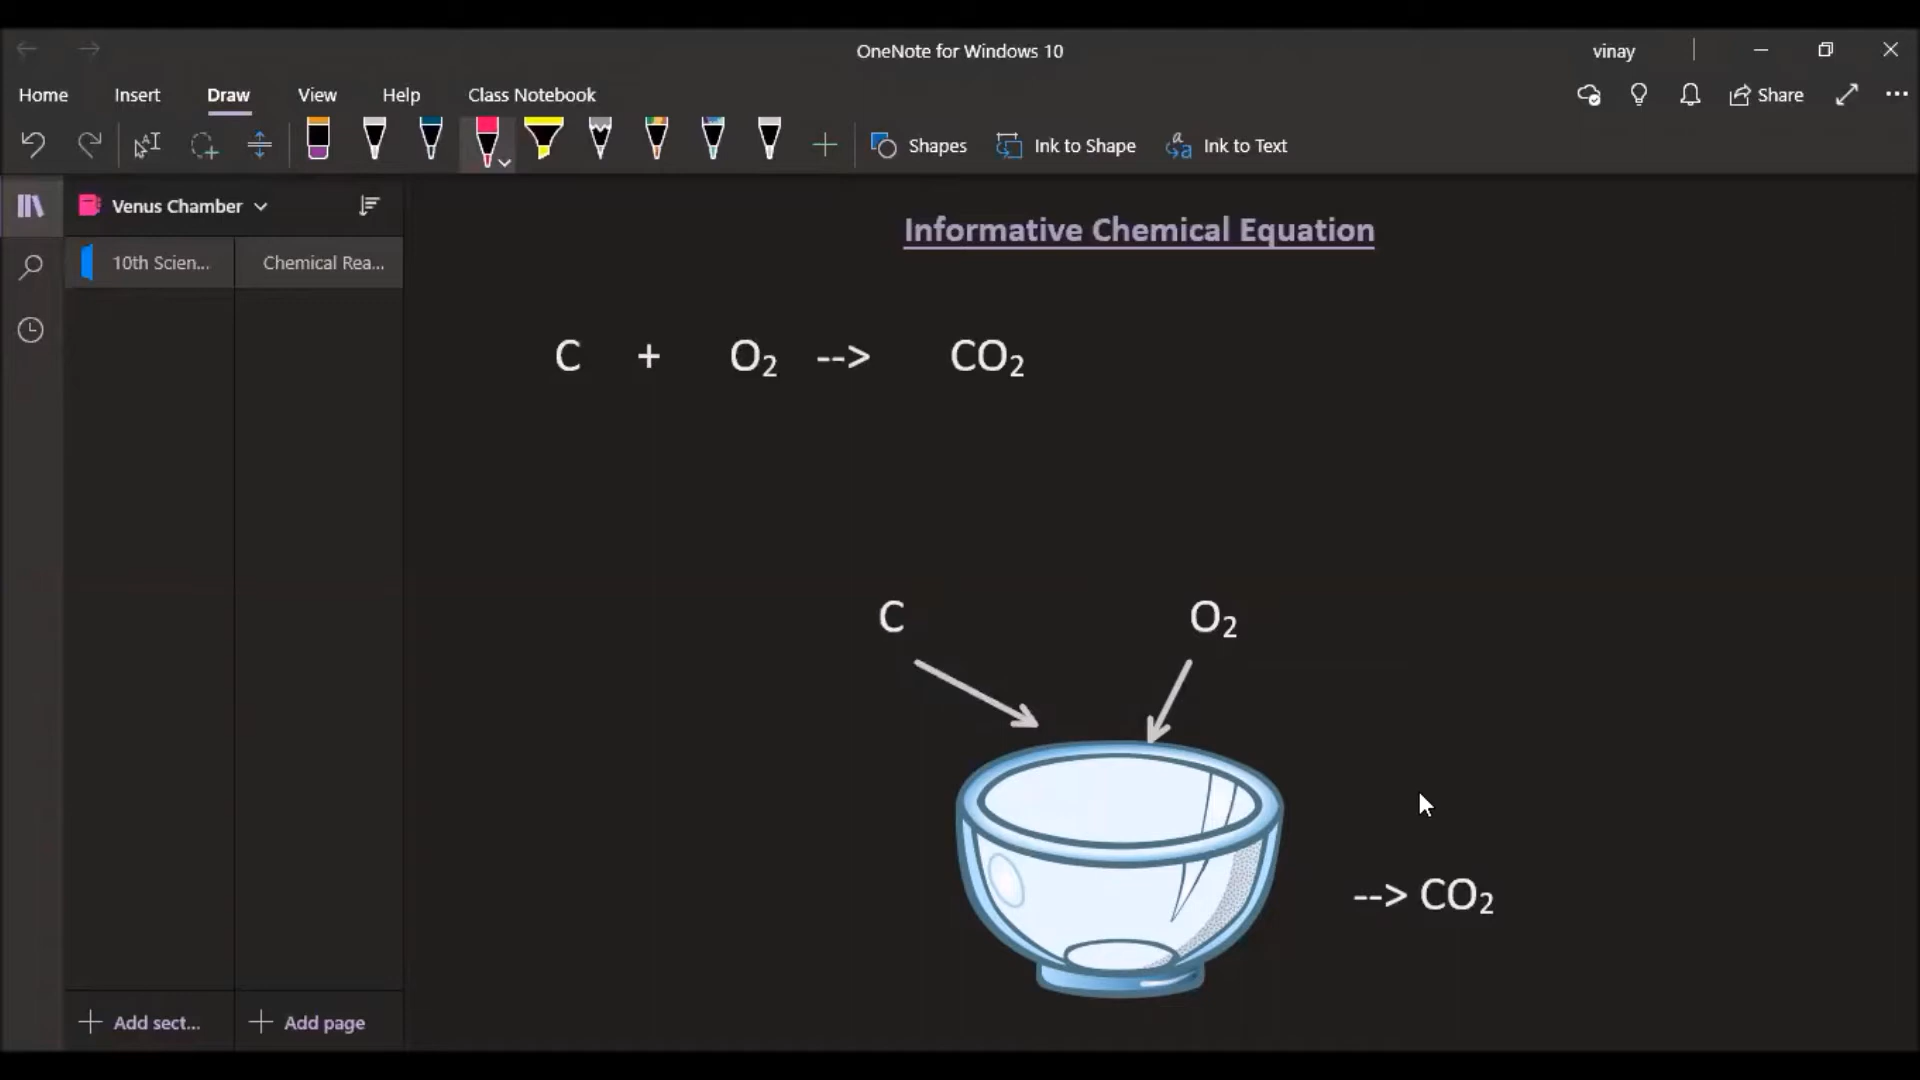 OneNote for Windows 10
vinay
Home Insert Draw View Help Class Notebook
Share
Shapes Ink to Shape Ink to Text
Venus Chamber
10th Scien... Chemical Rea...
Informative Chemical Equation
C + O₂ --> CO₂
C O₂
--> CO₂
Add sect... Add page